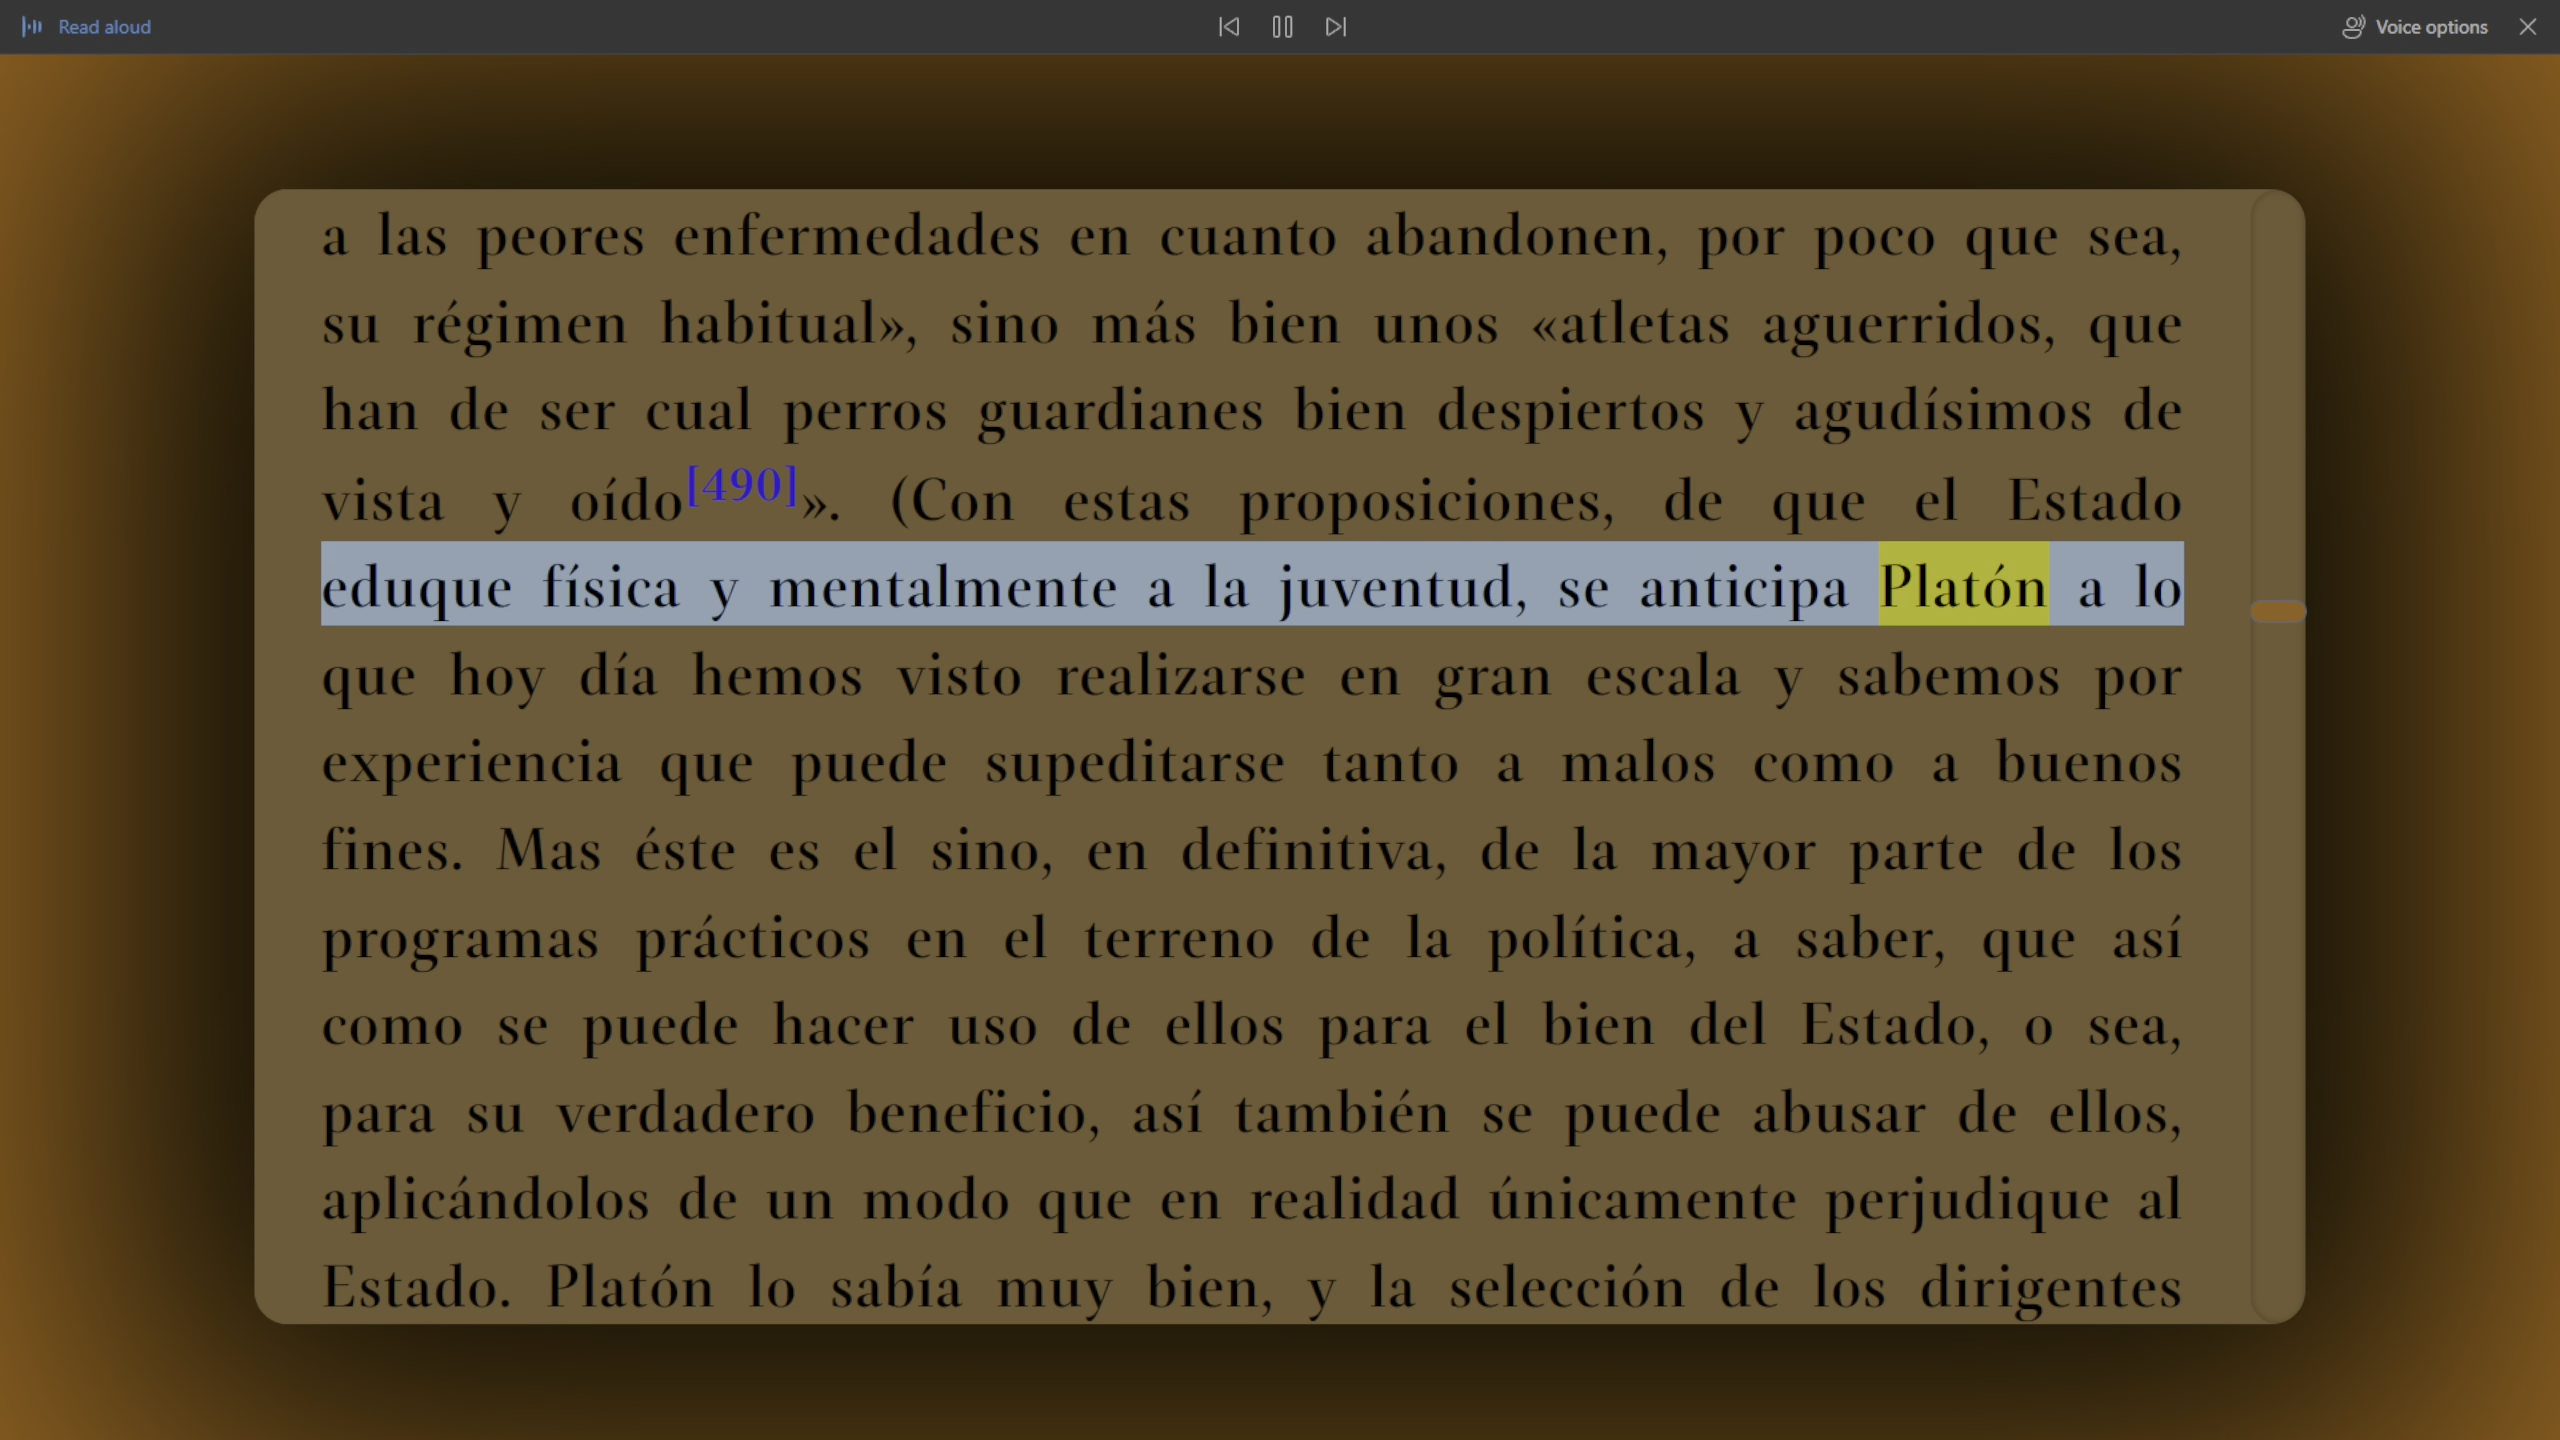 Read aloud
Voice options
a las peores enfermedades en cuanto abandonen, por poco que sea,
su régimen habitual», sino más bien unos «atletas aguerridos, que
han de ser cual perros guardianes bien despiertos y agudísimos de
vista y oído[490]». (Con estas proposiciones, de que el Estado
eduque física y mentalmente a la juventud, se anticipa Platón a lo
que hoy día hemos visto realizarse en gran escala y sabemos por
experiencia que puede supeditarse tanto a malos como a buenos
fines. Mas éste es el sino, en definitiva, de la mayor parte de los
programas prácticos en el terreno de la política, a saber, que así
como se puede hacer uso de ellos para el bien del Estado, o sea,
para su verdadero beneficio, así también se puede abusar de ellos,
aplicándolos de un modo que en realidad únicamente perjudique al
Estado. Platón lo sabía muy bien, y la selección de los dirigentes